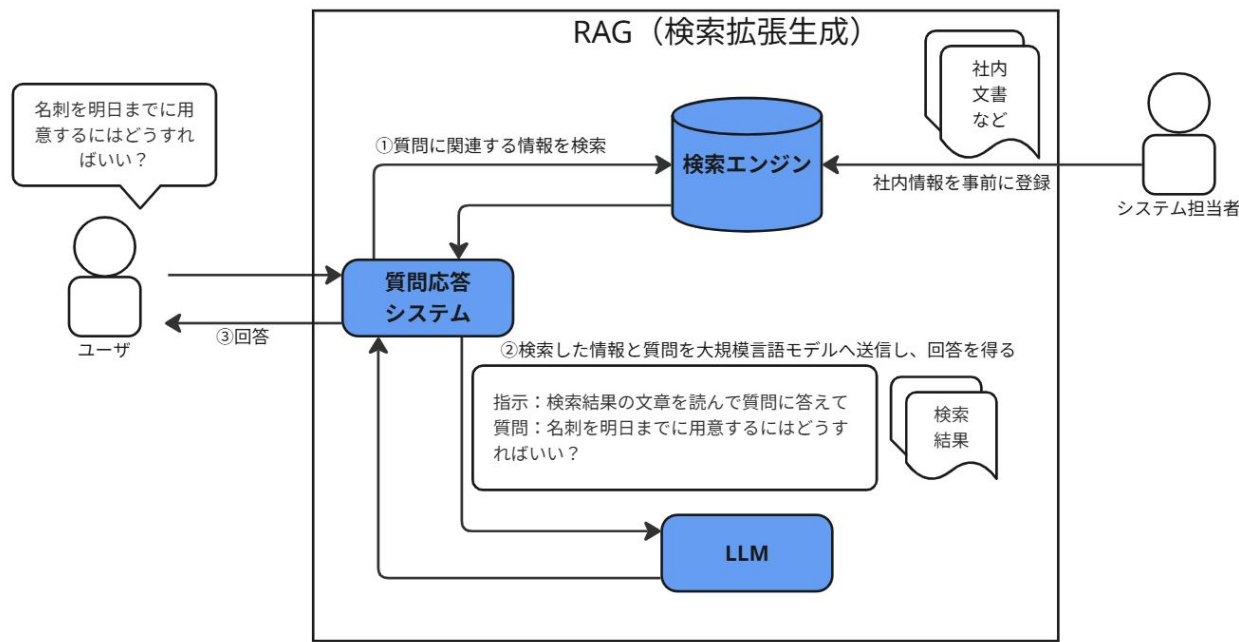 RAG（検索拡張生成）
名刺を明日までに用
意するにはどうすれ
ばいい？
ユーザ
①質問に関連する情報を検索
検索エンジン
社内
文書
など
社内情報を事前に登録
システム担当者
質問応答
システム
③回答
②検索した情報と質問を大規模言語モデルへ送信し、回答を得る
指示：検索結果の文章を読んで質問に答えて
質問：名刺を明日までに用意するにはどうす
ればいい？
検索
結果
LLM